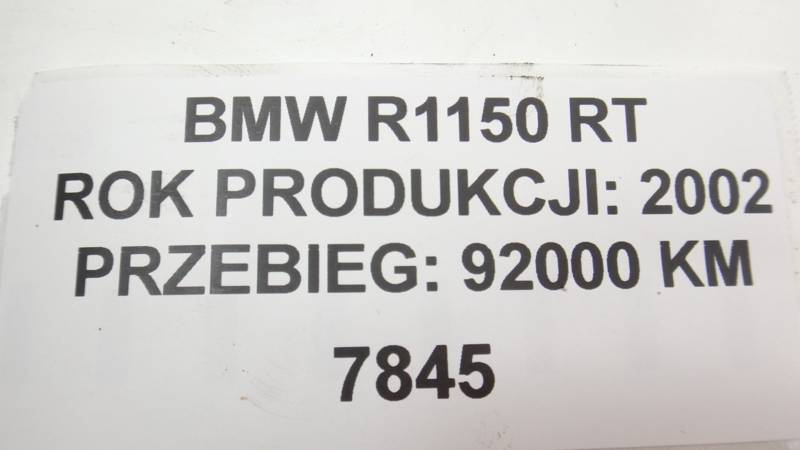 BMW R1150 RT
ROK PRODUKCJI: 2002
PRZEBIEG: 92000 KM
7845